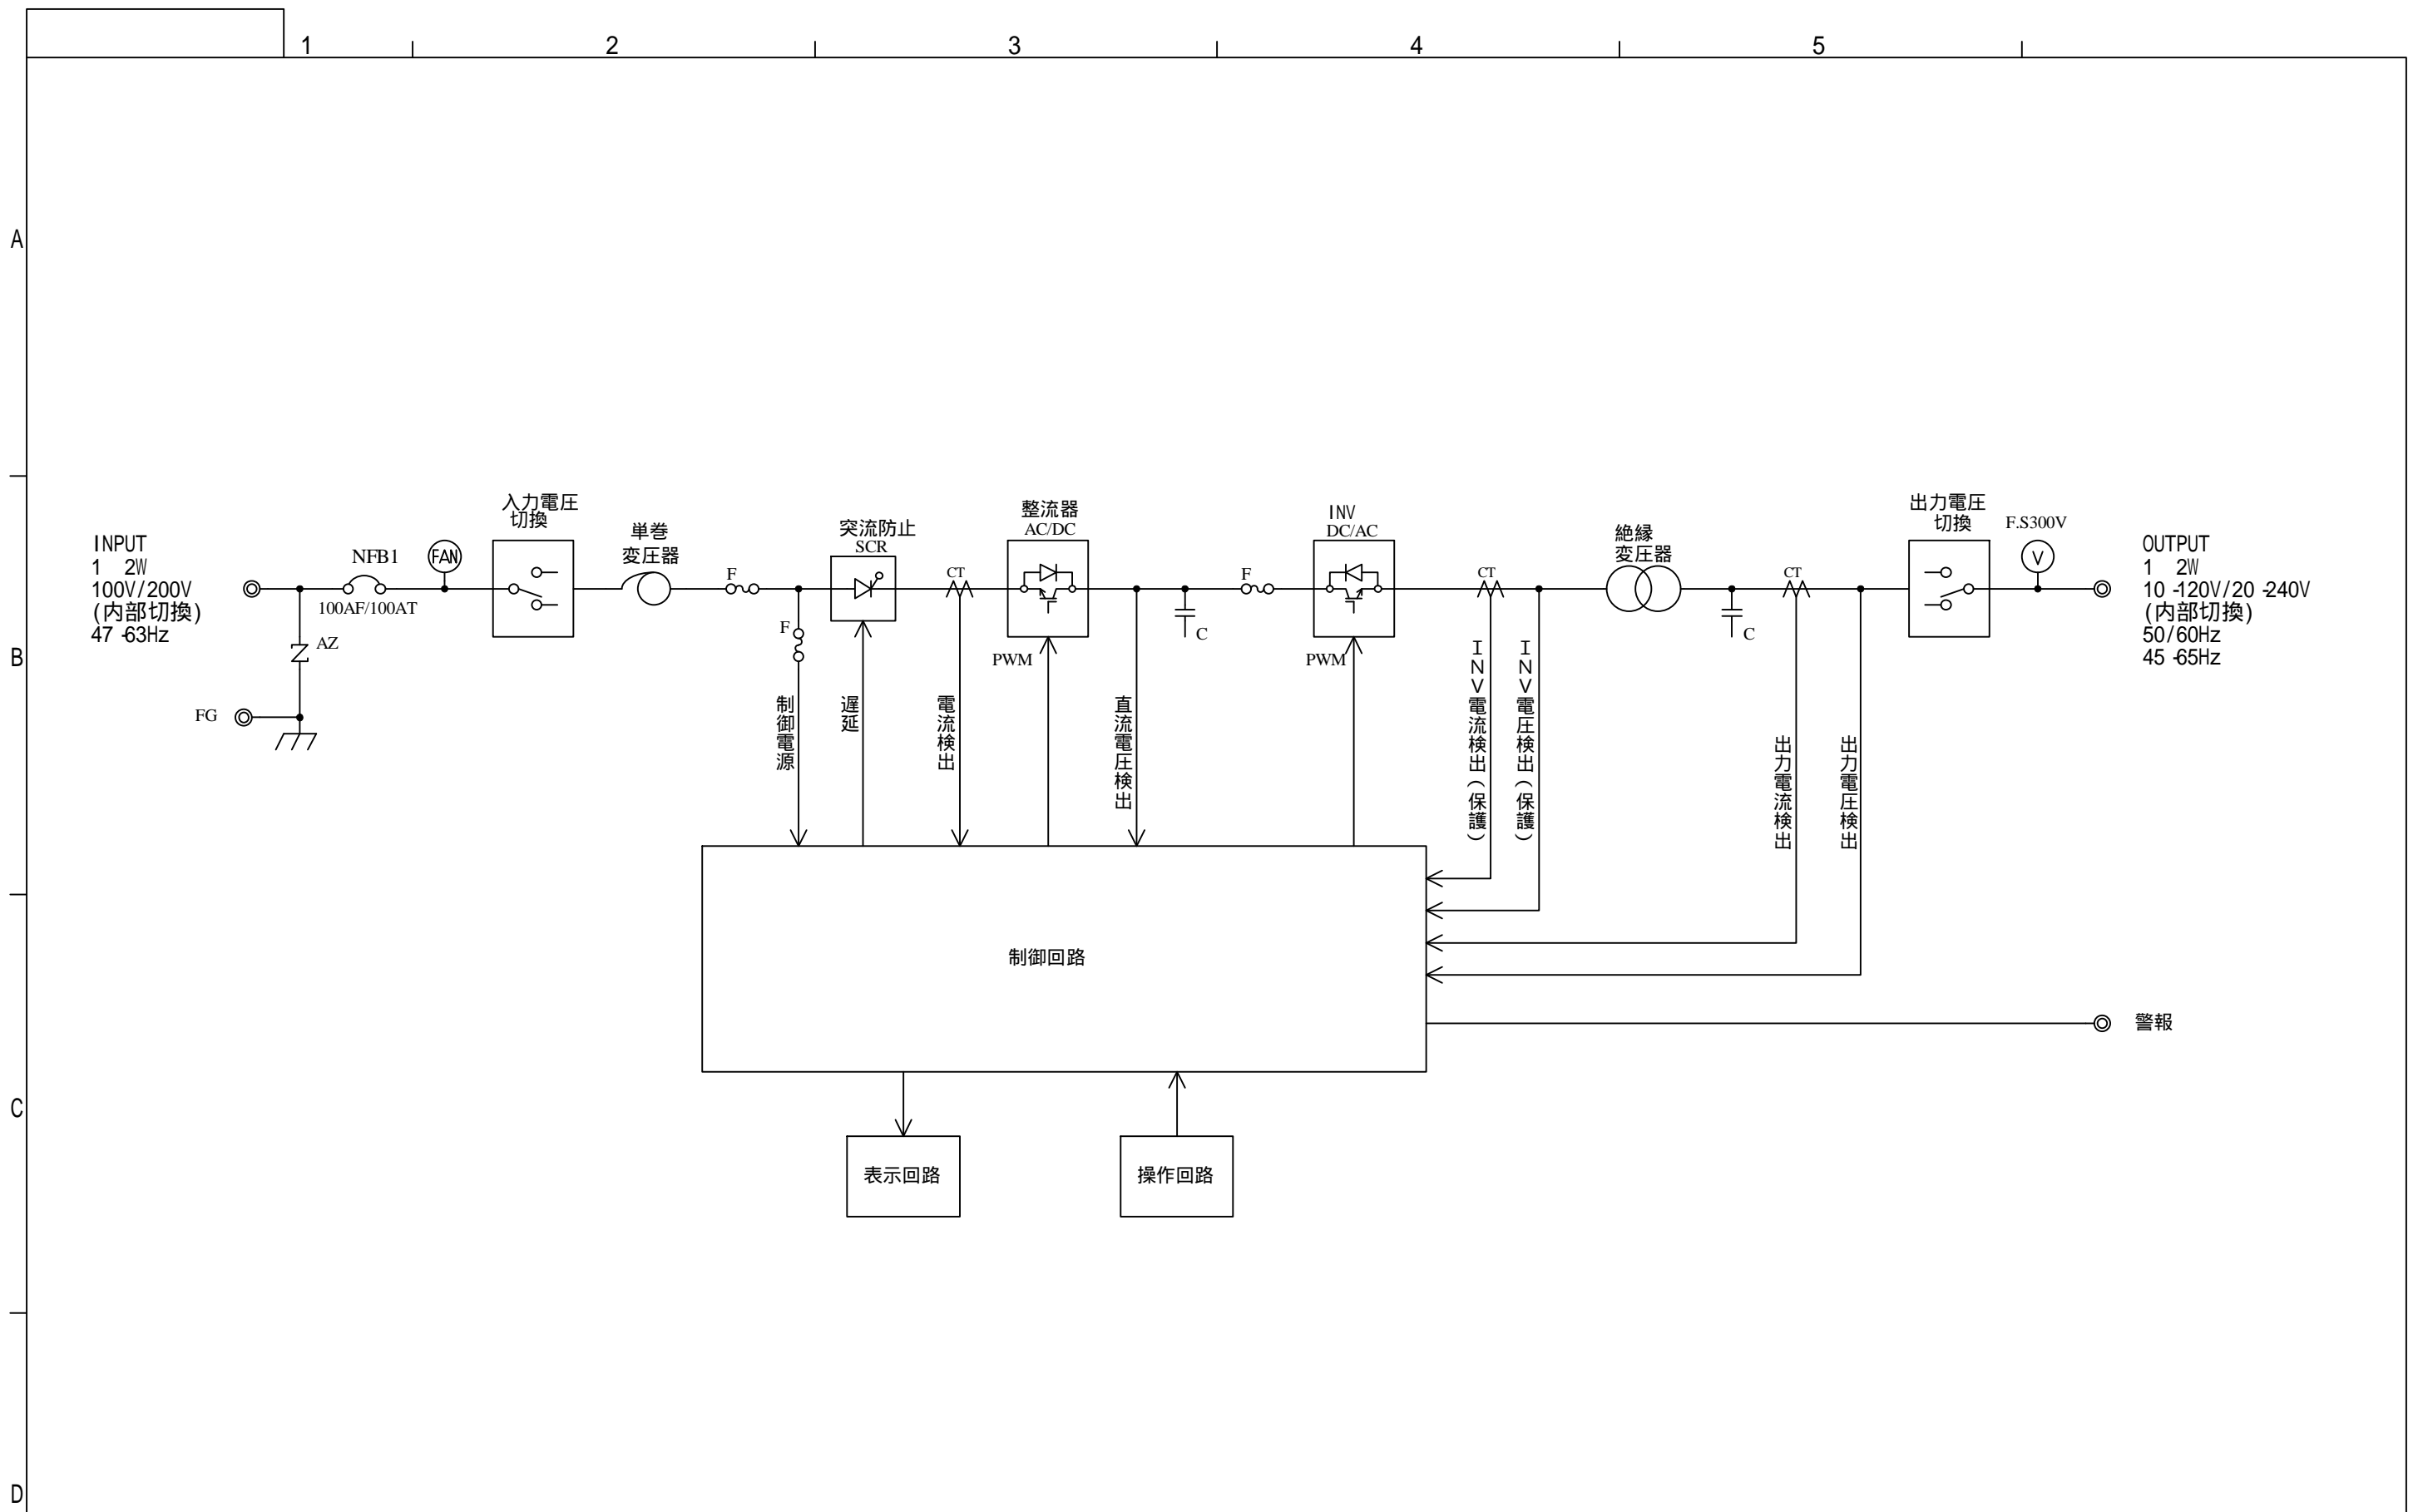 1
2
3
4
5
A
B
C
D
INPUT
1 2W
100V/200V
(内部切換)
47-63Hz
FG
AZ
NFB1
100AF/100AT
FAN
入力電圧
切換
単巻
変圧器
F
F
突流防止
SCR
CT
整流器
AC/DC
PWM
C
F
INV
DC/AC
PWM
CT
絶縁
変圧器
C
CT
出力電圧
切換
F.S300V
V
OUTPUT
1 2W
10-120V/20-240V
(内部切換)
50/60Hz
45-65Hz
制御電源
遅延
電流検出
直流電圧検出
INV電流検出(保護)
INV電圧検出(保護)
出力電流検出
出力電圧検出
制御回路
警報
表示回路
操作回路